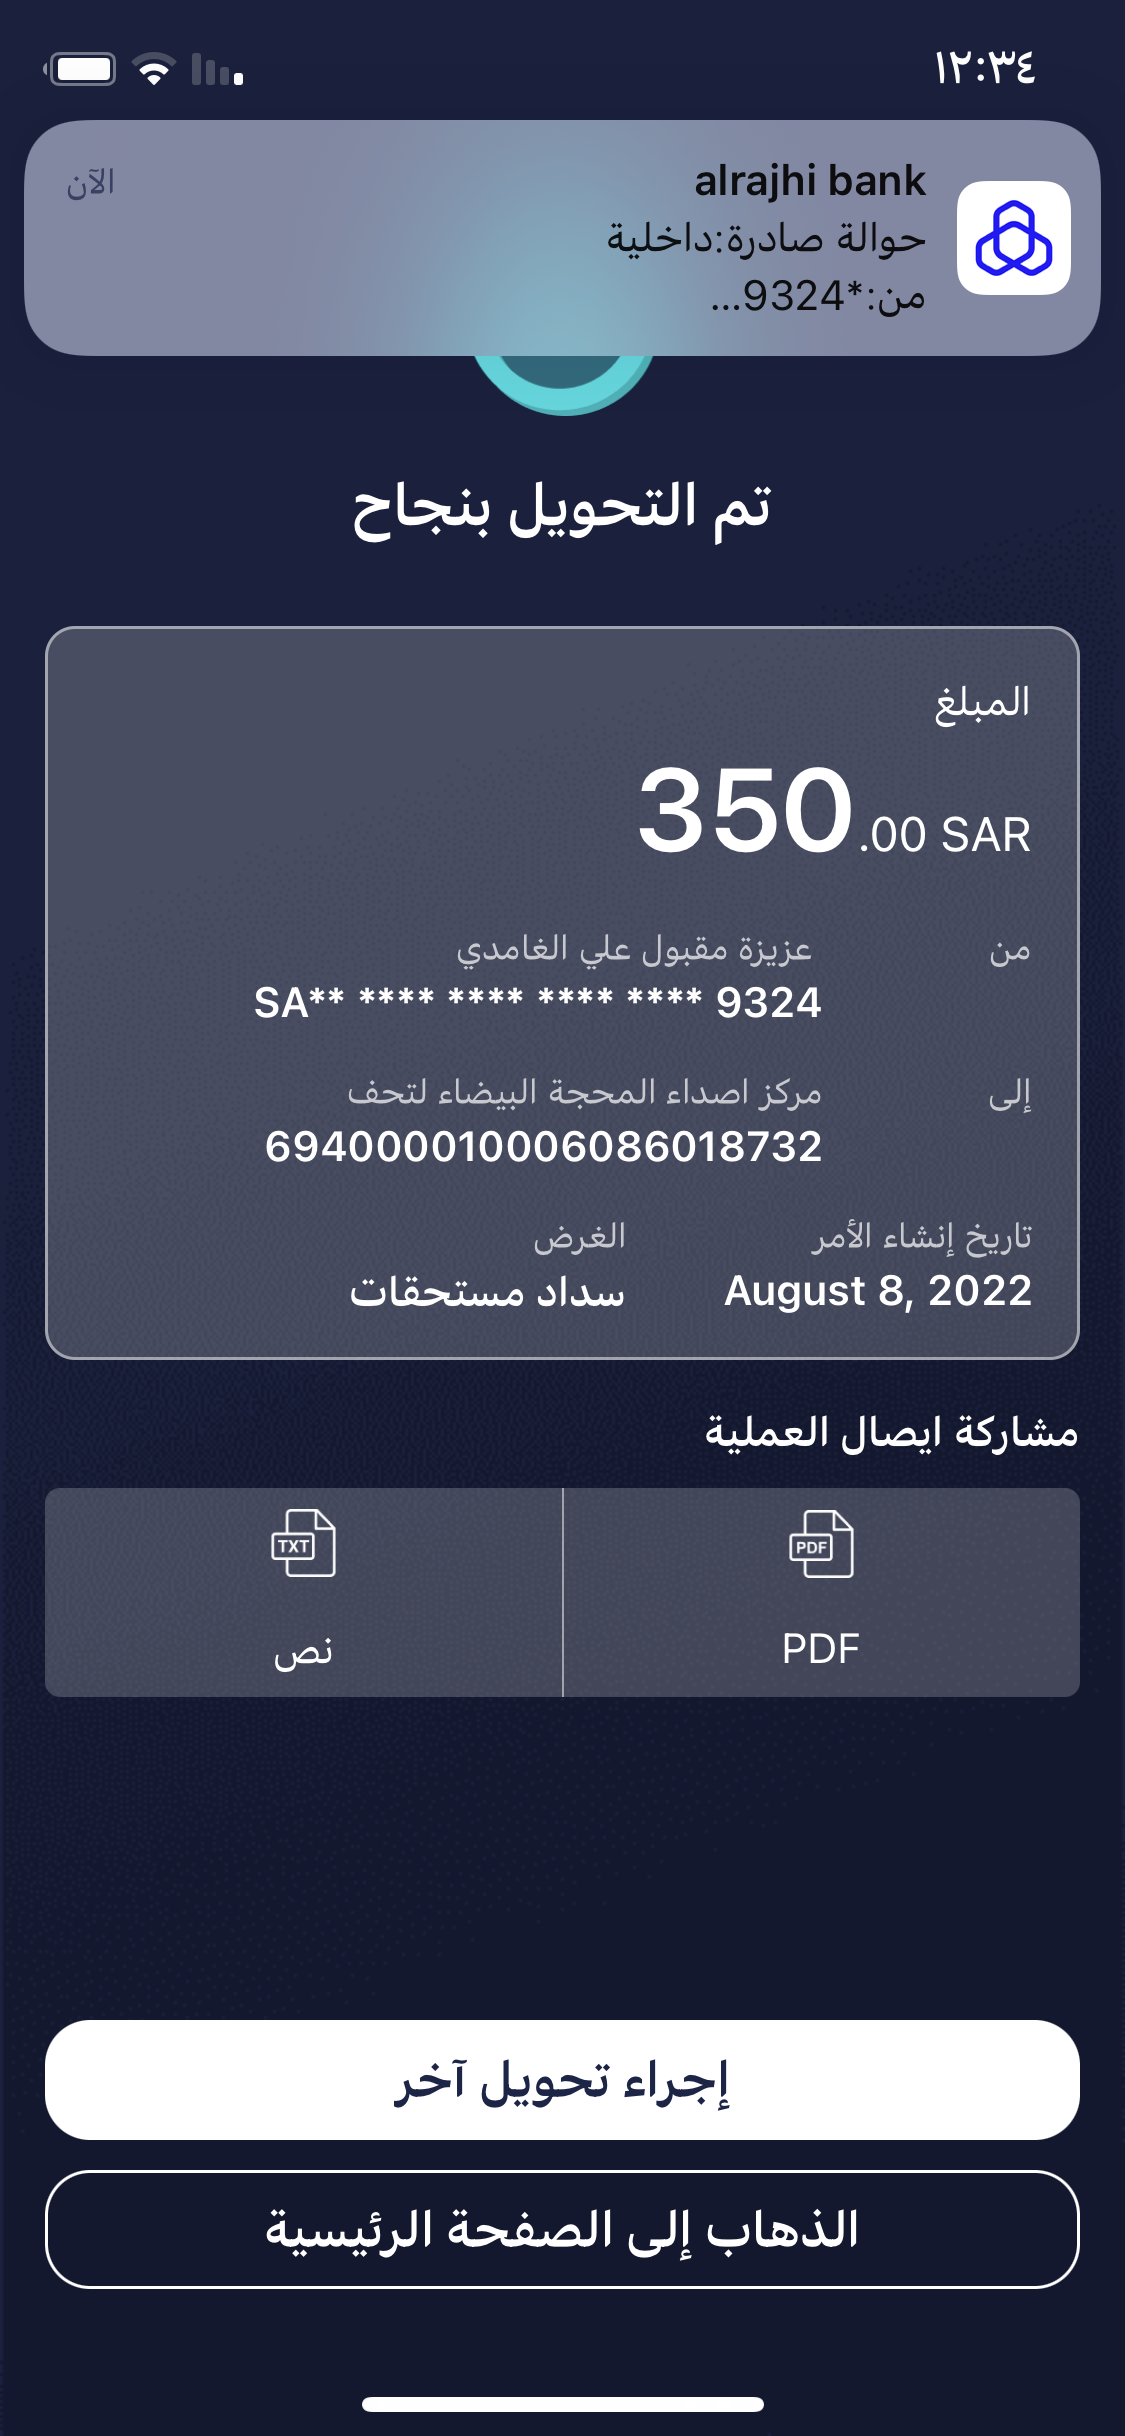 ١٢:٣٤
alrajhi bank
الآن
حوالة صادرة:داخلية
من:*9324...
تم التحويل بنجاح
المبلغ
350.00 SAR
من
عزيزة مقبول علي الغامدي
SA** **** **** **** **** 9324
إلى
مركز اصداء المحجة البيضاء لتحف
694000010006086018732
تاريخ إنشاء الأمر
August 8, 2022
الغرض
سداد مستحقات
مشاركة ايصال العملية
PDF
PDF
TXT
نص
إجراء تحويل آخر
الذهاب إلى الصفحة الرئيسية